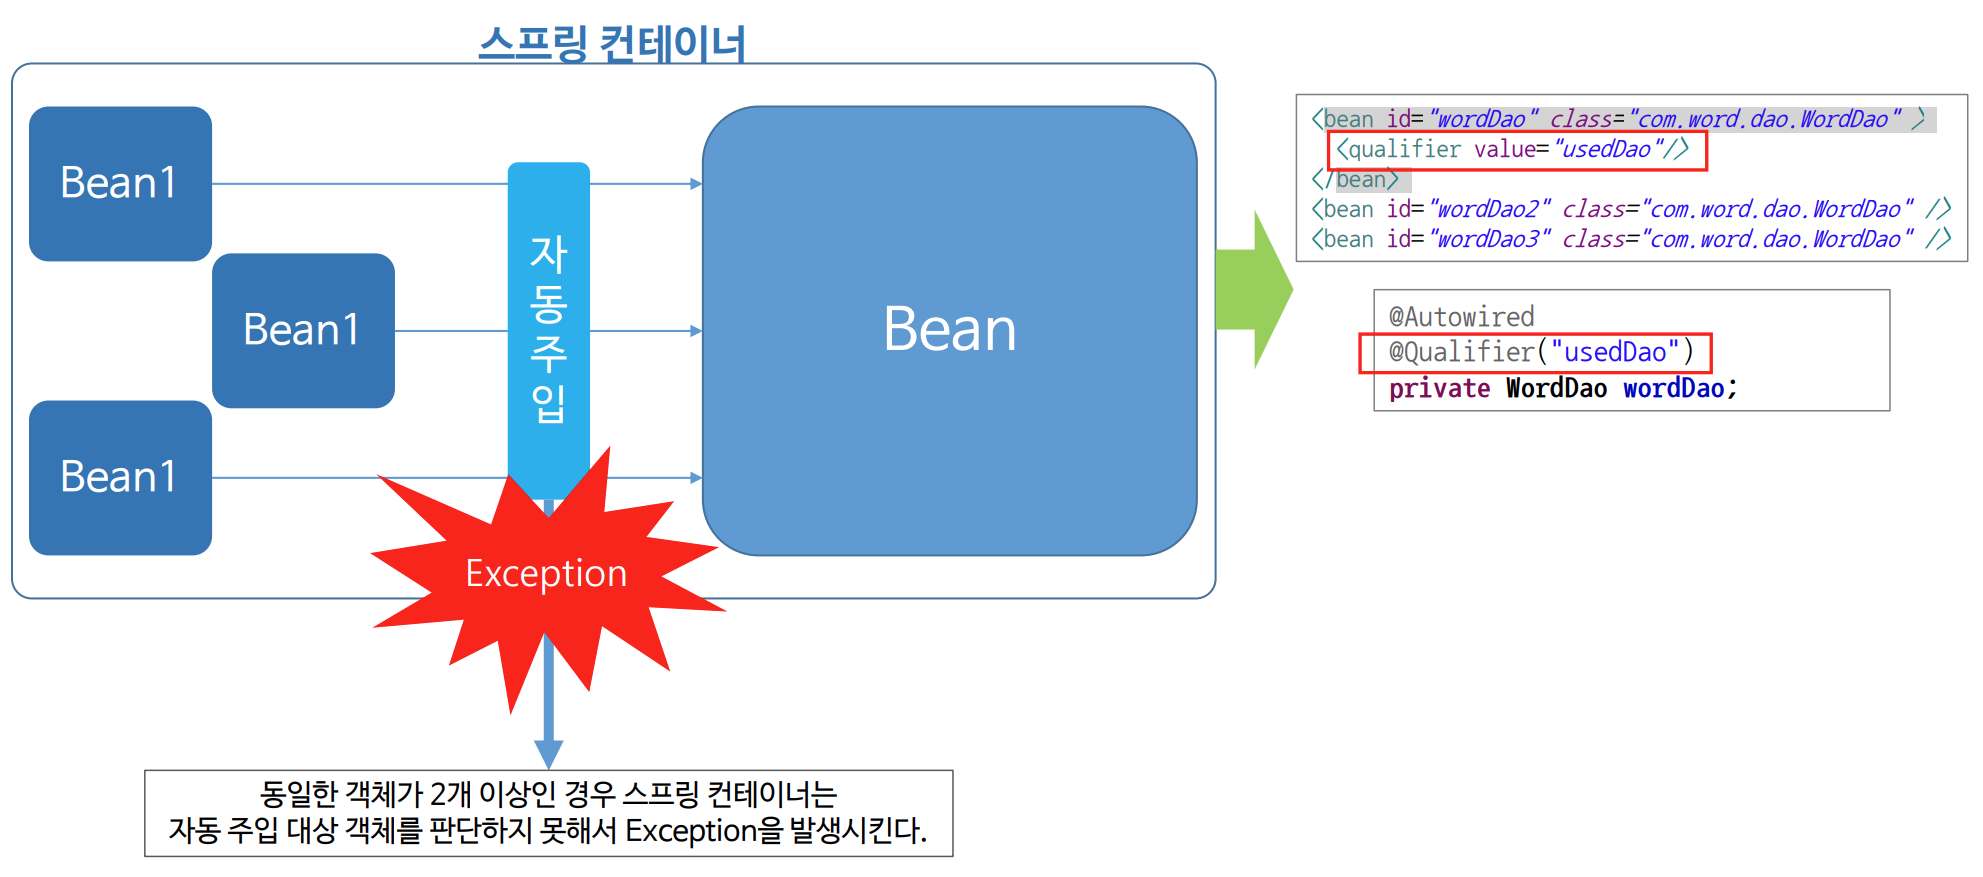 스프링 컨테이너
Bean1
Bean1
Bean1
자
동
주
입
Bean
Exception
동일한 객체가 2개 이상인 경우 스프링 컨테이너는
자동 주입 대상 객체를 판단하지 못해서 Exception을 발생시킨다.
<bean id="wordDao" class="com.word.dao.WordDao" >
<qualifier value="usedDao"/>
</bean>
<bean id="wordDao2" class="com.word.dao.WordDao" />
<bean id="wordDao3" class="com.word.dao.WordDao" />
@Autowired
@Qualifier("usedDao")
private WordDao wordDao;